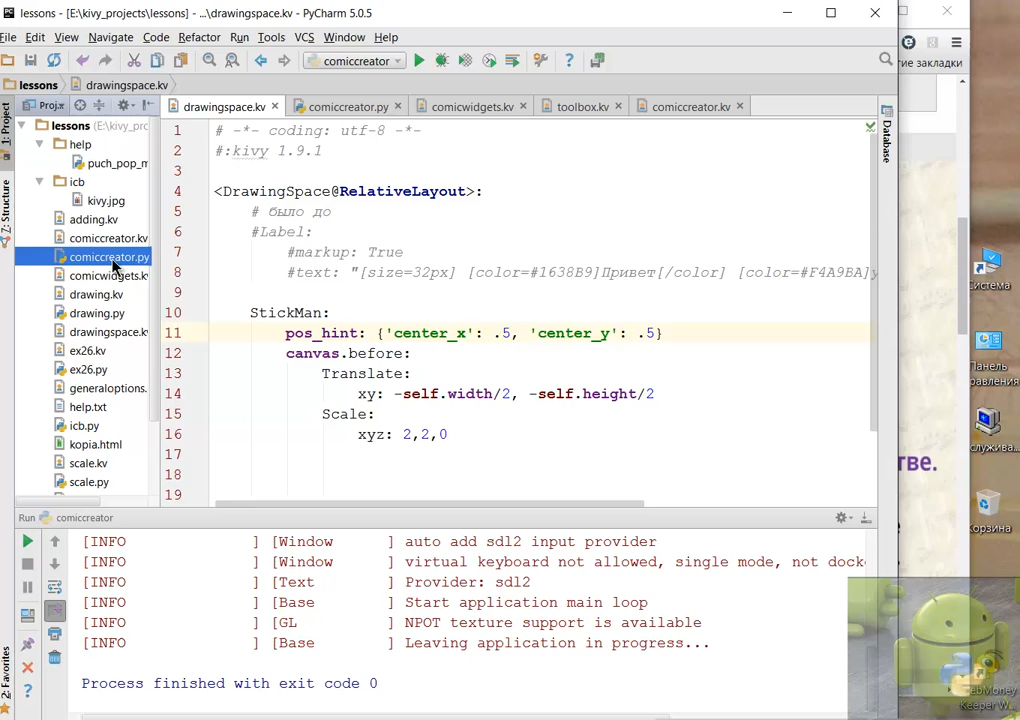 lessons - [E:\kivy_projects\lessons] - ...\drawingspace.kv - PyCharm 5.0.5
File Edit View Navigate Code Refactor Run Tools VCS Window Help
comiccreator
гие закладки
lessons drawingspace.kv
Proj
drawingspace.kv comiccreator.py comicwidgets.kv toolbox.kv comiccreator.kv
1: Project
Z: Structure
2: Favorites
Database
lessons (E:\kivy_prc
help
puch_pop_m
icb
kivy.jpg
adding.kv
comiccreator.kv
comiccreator.py
comicwidgets.k
drawing.kv
drawing.py
drawingspace.kv
ex26.kv
ex26.py
generaloptions.
help.txt
icb.py
kopia.html
scale.kv
scale.py
1 # -*- coding: utf-8 -*-
2 #:kivy 1.9.1
3
4 <DrawingSpace@RelativeLayout>:
5 # было до
6 #Label:
7 #markup: True
8 #text: "[size=32px] [color=#1638B9]Привет[/color] [color=#F4A9BA]у
9
10 StickMan:
11 pos_hint: {'center_x': .5, 'center_y': .5}
12 canvas.before:
13 Translate:
14 xy: -self.width/2, -self.height/2
15 Scale:
16 xyz: 2,2,0
17
18
19
Run comiccreator
[INFO ] [Window ] auto add sdl2 input provider
[INFO ] [Window ] virtual keyboard not allowed, single mode, not dock
[INFO ] [Text ] Provider: sdl2
[INFO ] [Base ] Start application main loop
[INFO ] [GL ] NPOT texture support is available
[INFO ] [Base ] Leaving application in progress...
Process finished with exit code 0
тве.
Система
Панель
равления
Корзина
Keeper W...